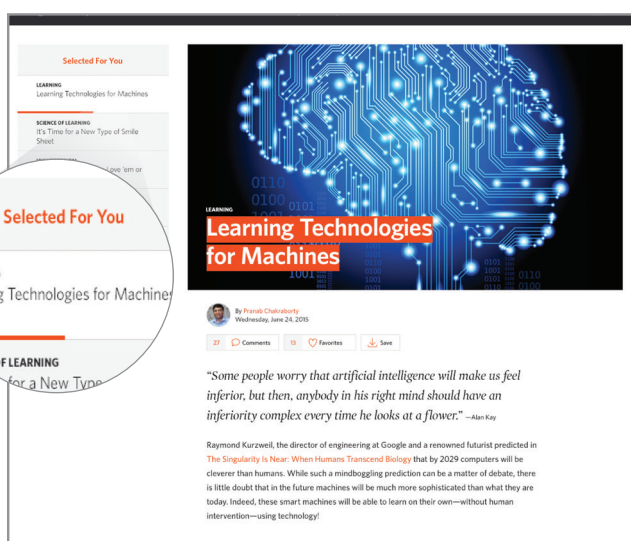 Selected For You
LEARNING
Learning Technologies for Machines
SCIENCE OF LEARNING
It's Time for a New Type of Smile
Sheet
Love 'em or
Selected For You
Technologies for Machines
OF LEARNING
for a New Type
0110
0100 0101
LEARNING
Learning Technologies
for Machines
1001
0101
0101 0110
0100
0101
By Pranab Chakraborty
Wednesday, June 24, 2015
27 Comments 13 Favorites Save
“Some people worry that artificial intelligence will make us feel
inferior, but then, anybody in his right mind should have an
inferiority complex every time he looks at a flower.” —Alan Kay
Raymond Kurzweil, the director of engineering at Google and a renowned futurist predicted in
The Singularity Is Near: When Humans Transcend Biology that by 2029 computers will be
cleverer than humans. While such a mindboggling prediction can be a matter of debate, there
is little doubt that in the future machines will be much more sophisticated than what they are
today. Indeed, these smart machines will be able to learn on their own—without human
intervention—using technology!